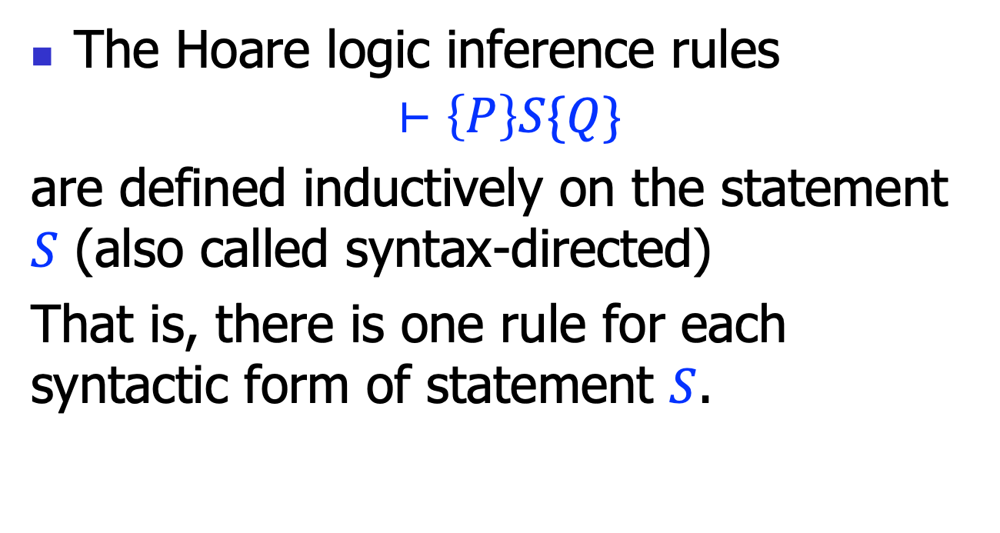 ▪ The Hoare logic inference rules
⊢ {P}S{Q}
are defined inductively on the statement
S (also called syntax-directed)
That is, there is one rule for each
syntactic form of statement S.